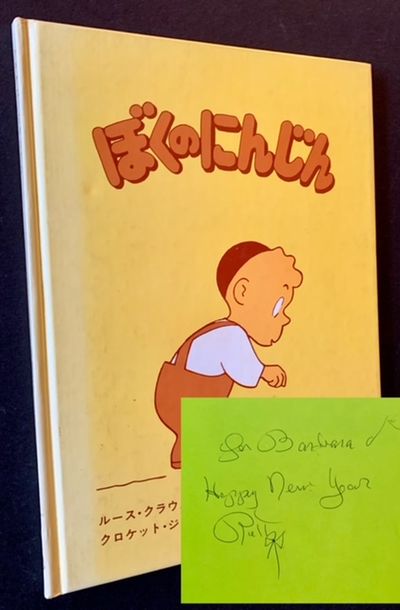 ぼくのにんじん
ルース・クラウ
クロケット・ジ
for Barbara
Happy New Year
Ruth